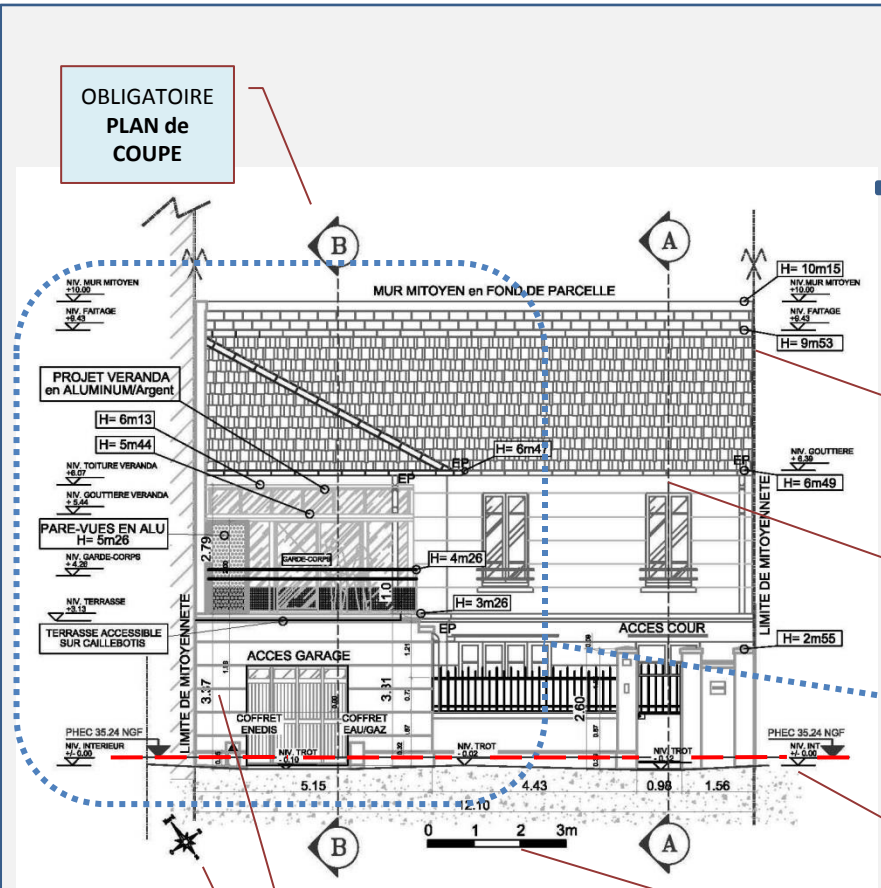 OBLIGATOIRE
PLAN de
COUPE
B
A
H= 10m15
NIV. MUR MITOYEN
+10.00
MUR MITOYEN en FOND DE PARCELLE
NIV. MUR MITOYEN
+10.00
NIV. FAITAGE
+9.43
NIV. FAITAGE
+9.43
H= 9m53
PROJET VERANDA
en ALUMINUM/Argent
H= 6m13
H= 5m44
H= 6m47
EP
EP
EP
NIV. GOUTTIERE
+ 6.39
H= 6m49
NIV. TOITURE VERANDA
+6.07
NIV. GOUTTIERE VERANDA
+ 5.44
PARE-VUES EN ALU
H= 5m26
2.79
GARDE-CORPS
H= 4m26
NIV. GARDE-CORPS
+ 4.26
1.0
H= 3m26
NIV. TERRASSE
+3.13
LIMITE DE MITOYENNETE
LIMITE DE MITOYENNETE
TERRASSE ACCESSIBLE
SUR CAILLEBOTIS
EP
ACCES COUR
H= 2m55
ACCES GARAGE
1.21
3.37
3.31
2.60
COFFRET
ENEDIS
COFFRET
EAU/GAZ
PHEC 35.24 NGF
NIV. INTERIEUR
+/- 0.00
NIV. TROT
- 0.10
NIV. TROT
- 0.02
NIV. TROT
PHEC 35.24 NGF
NIV. INT
+/- 0.00
5.15
4.43
0.98
1.56
12.10
0 1 2 3m
B
A